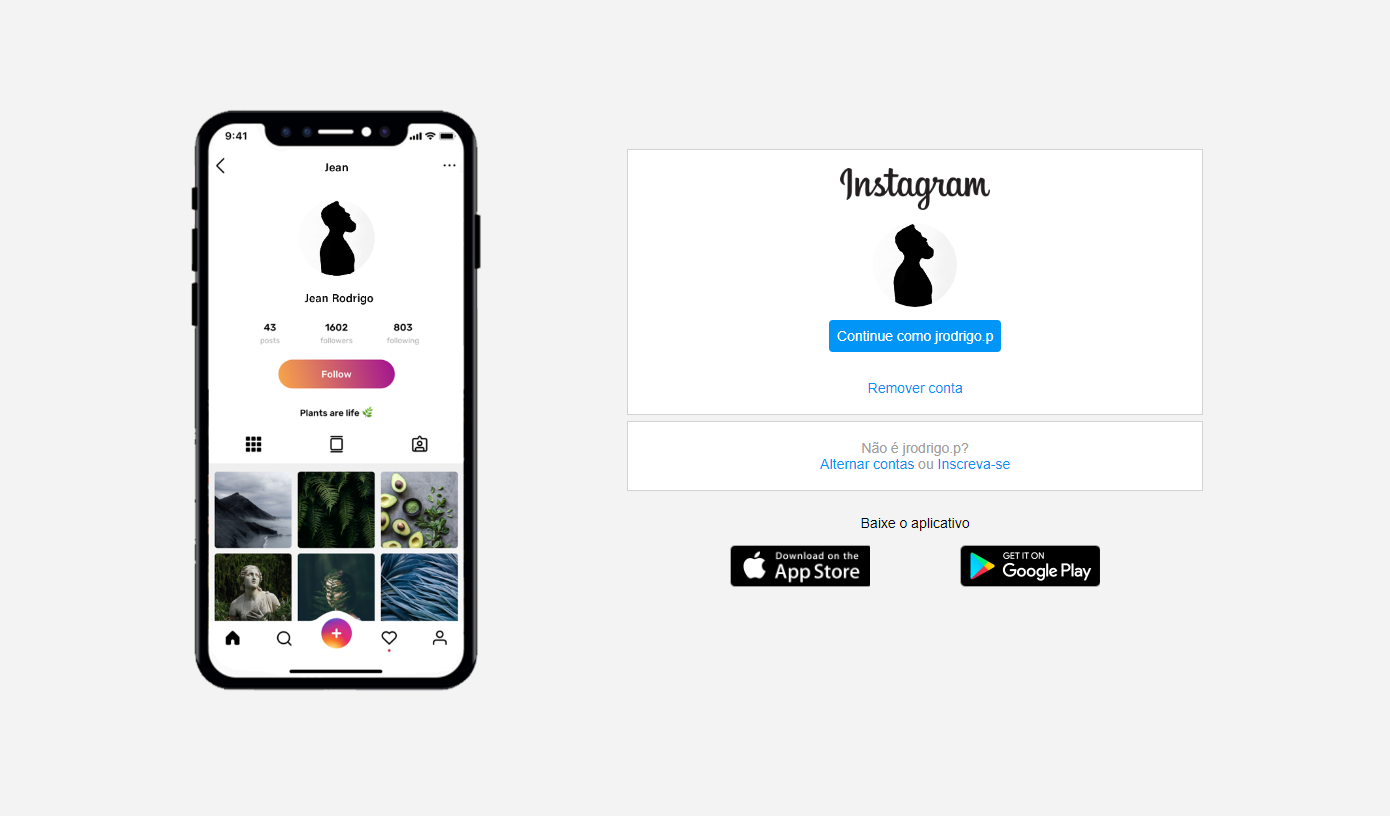 9:41
Jean
Jean Rodrigo
43 1602 803
posts followers following
Follow
Plants are life
Instagram
Continue como jrodrigo.p
Remover conta
Não é jrodrigo.p?
Alternar contas ou Inscreva-se
Baixe o aplicativo
Download on the
App Store
GET IT ON
Google Play